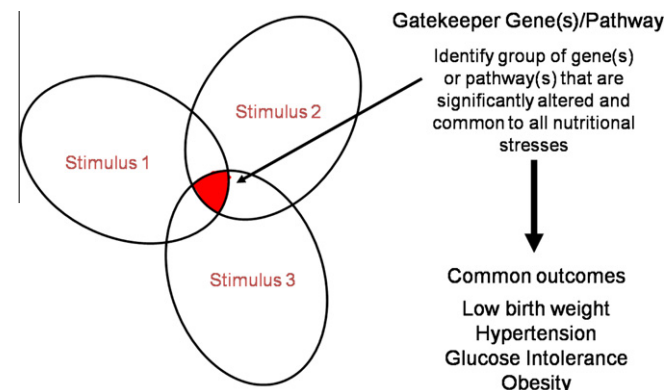 Gatekeeper Gene(s)/Pathway
Identify group of gene(s)
or pathway(s) that are
significantly altered and
common to all nutritional
stresses
Stimulus 2
Stimulus 1
Stimulus 3
Common outcomes
Low birth weight
Hypertension
Glucose Intolerance
Obesity